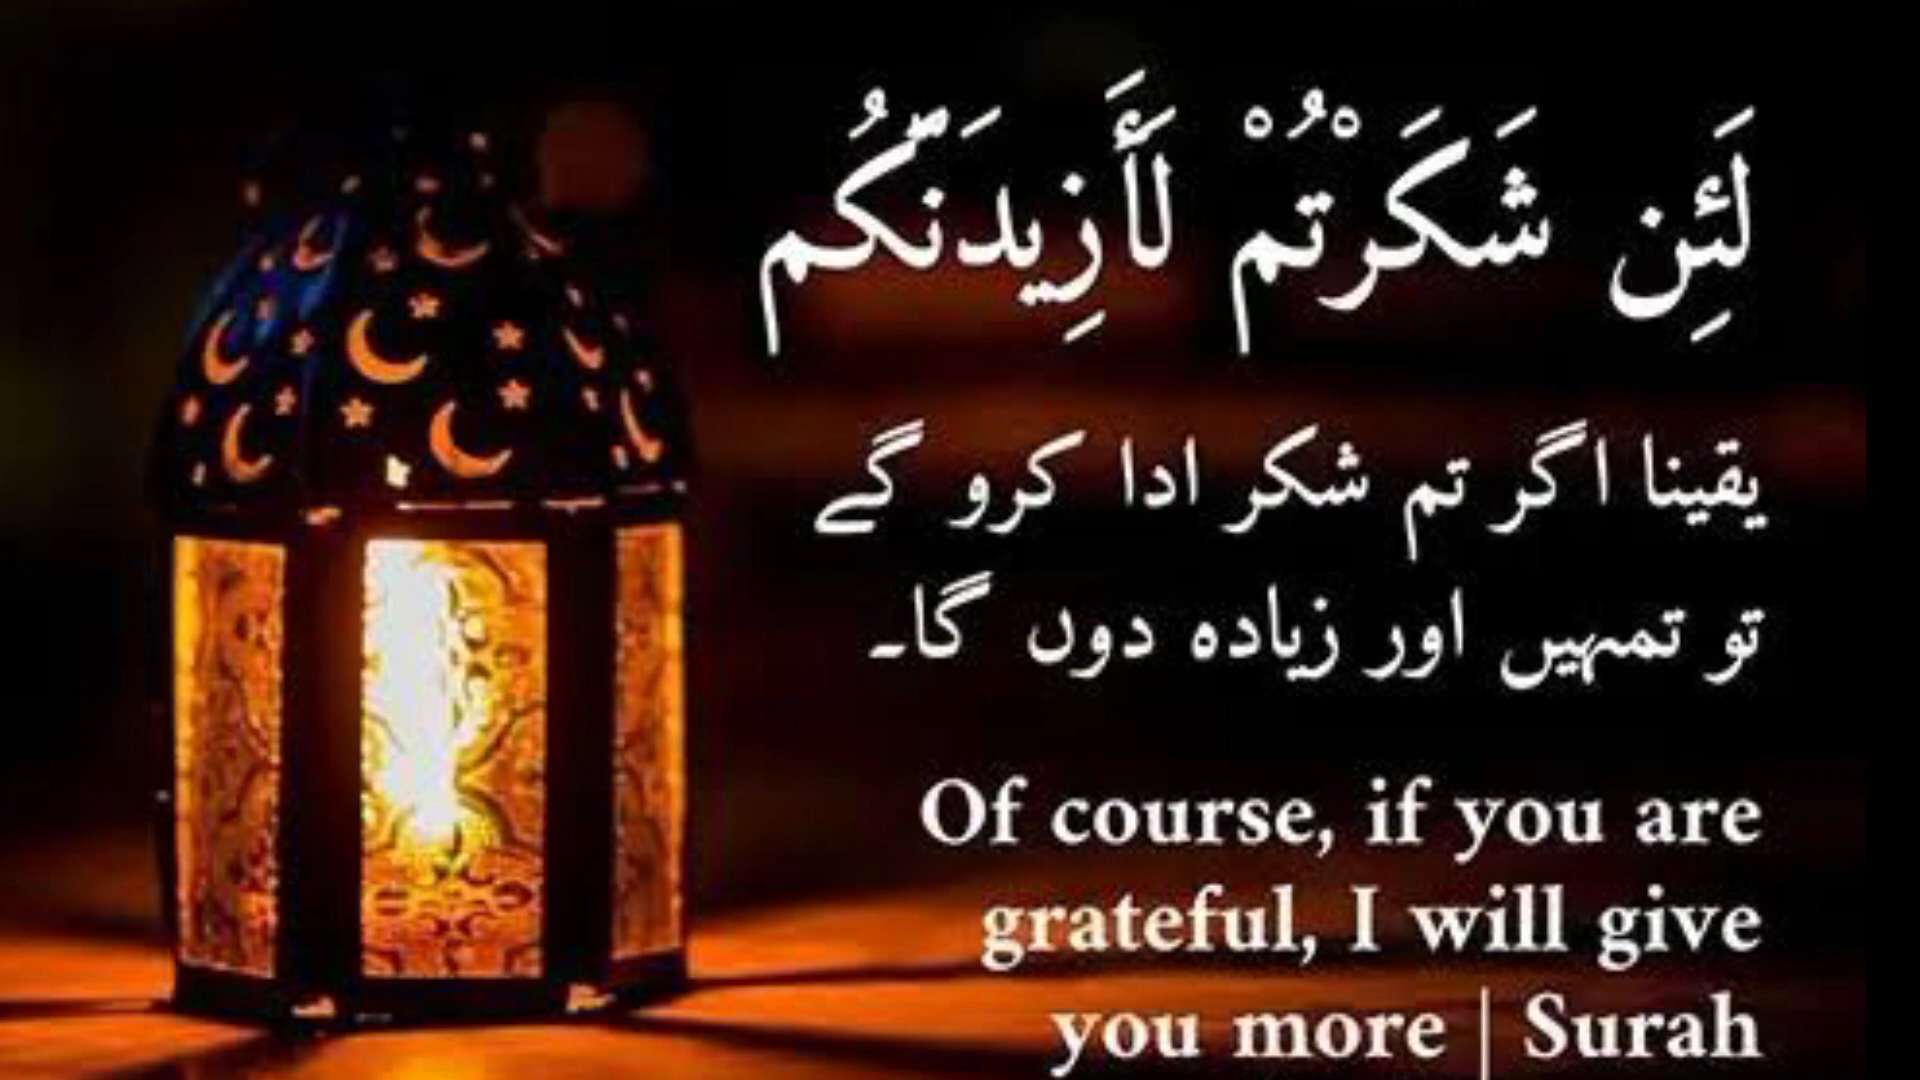 لَئِن شَكَرْتُمْ لَأَزِيدَنَّكُم
یقینا اگر تم شکر ادا کرو گے
تو تمہیں اور زیادہ دوں گا۔
Of course, if you are
grateful, I will give
you more | Surah